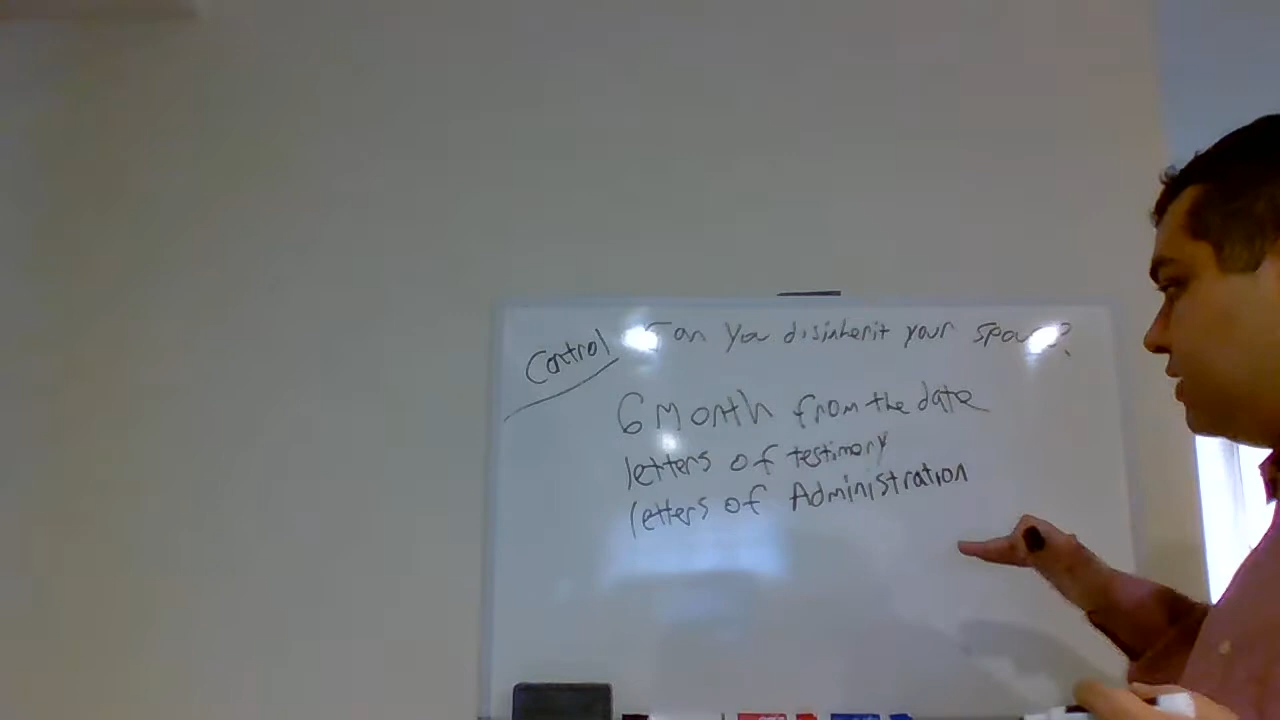 Control
Can you disinherit your spouse?
6 month from the date
letters of testimory
letters of Administration